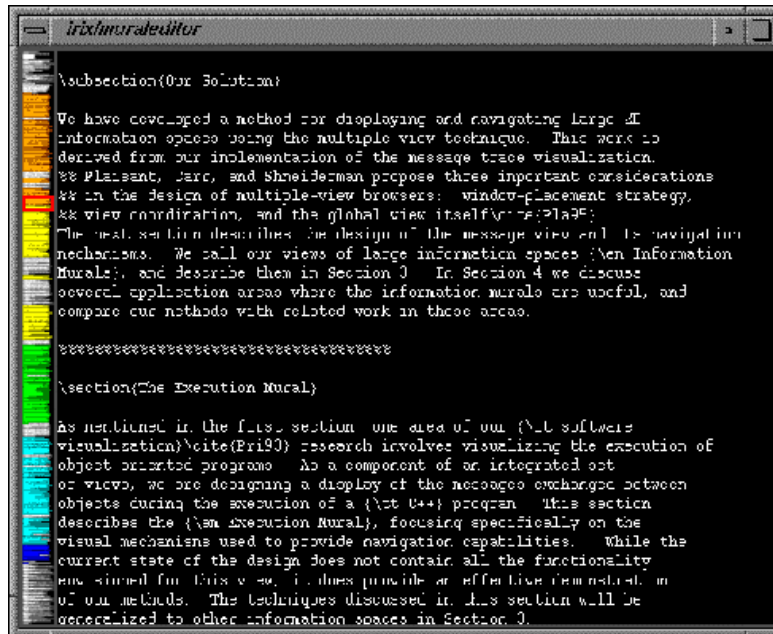 irix/muraleditor
\subsection{Our Solution}
We have developed a method for displaying and navigating large 2D
information spaces using the multiple view technique.  This work is
derived from our implementation of the message trace visualization.
%% Plaisant, Carr, and Shneiderman propose three important considerations
%% in the design of multiple-view browsers:  window-placement strategy,
%% view coordination, and the global view itself\cite{Pla95}
The next section describes the design of the message view and its navigation
mechanisms.  We call our views of large information spaces {\em Information
Murals}, and describe them in Section 3.  In Section 4 we discuss
several application areas where the information murals are useful, and
compare our methods with related work in these areas.
%%%%%%%%%%%%%%%%%%%%%%%%%%%%%%%%%%%%%
\section{The Execution Mural}
As mentioned in the first section, one area of our {\it software
visualization}\cite{Pri93} research involves visualizing the execution of
object oriented programs.  As a component of an integrated set
of views, we are designing a display of the messages exchanged between
objects during the execution of a {\tt C++} program.  This section
describes the {\em Execution Mural}, focusing specifically on the
visual mechanisms used to provide navigation capabilities.  While the
current state of the design does not contain all the functionality
envisioned for this view, it does provide an effective demonstration
of our methods.  The techniques discussed in this section will be
generalized to other information spaces in Section 3.